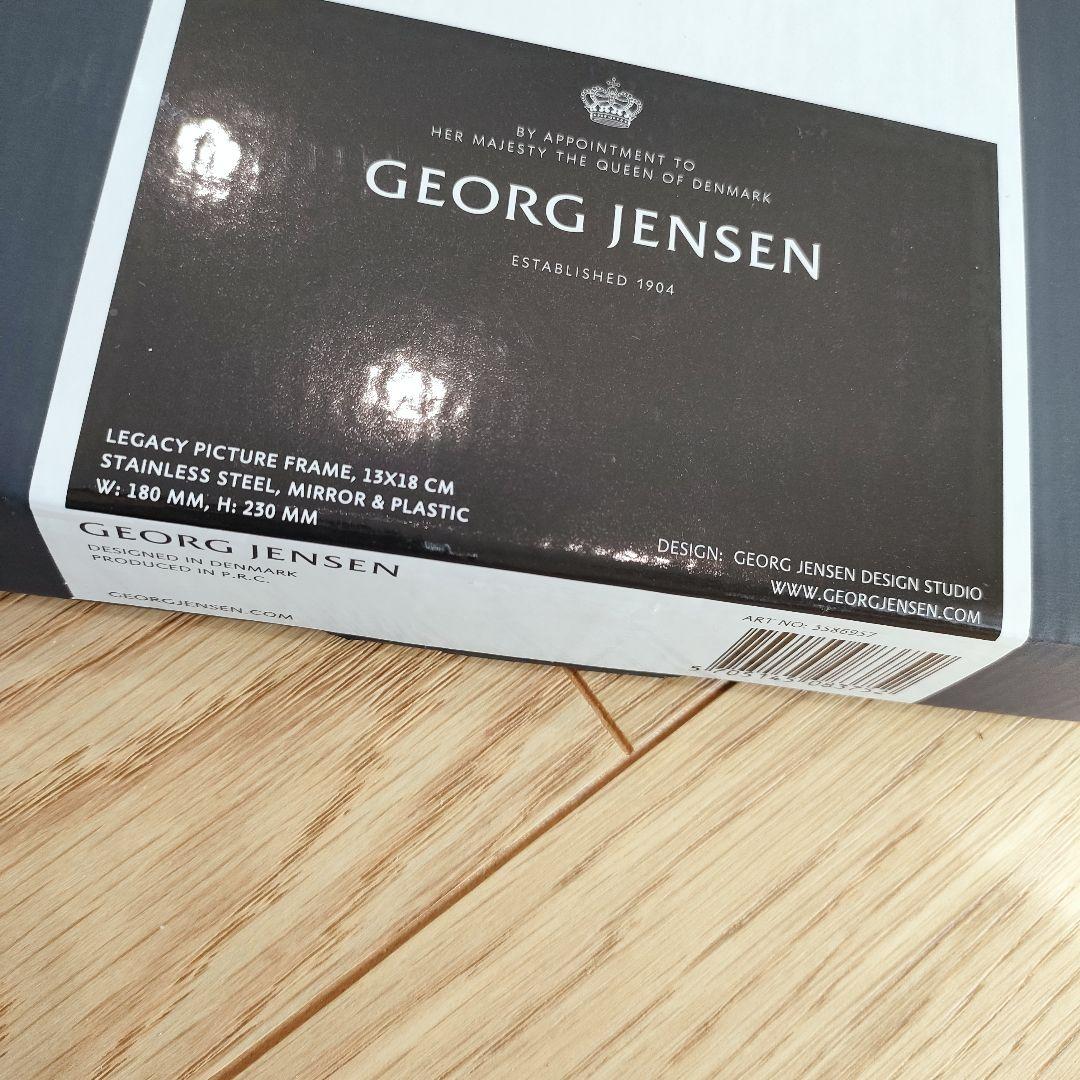 BY APPOINTMENT TO
HER MAJESTY THE QUEEN OF DENMARK
GEORG JENSEN
ESTABLISHED 1904
LEGACY PICTURE FRAME, 13X18 CM
STAINLESS STEEL, MIRROR & PLASTIC
W: 180 MM, H: 230 MM
DESIGN: GEORG JENSEN DESIGN STUDIO
WWW.GEORGJENSEN.COM
GEORG JENSEN
DESIGNED IN DENMARK
PRODUCED IN P.R.C.
GEORGJENSEN.COM
ART NO: 3586957